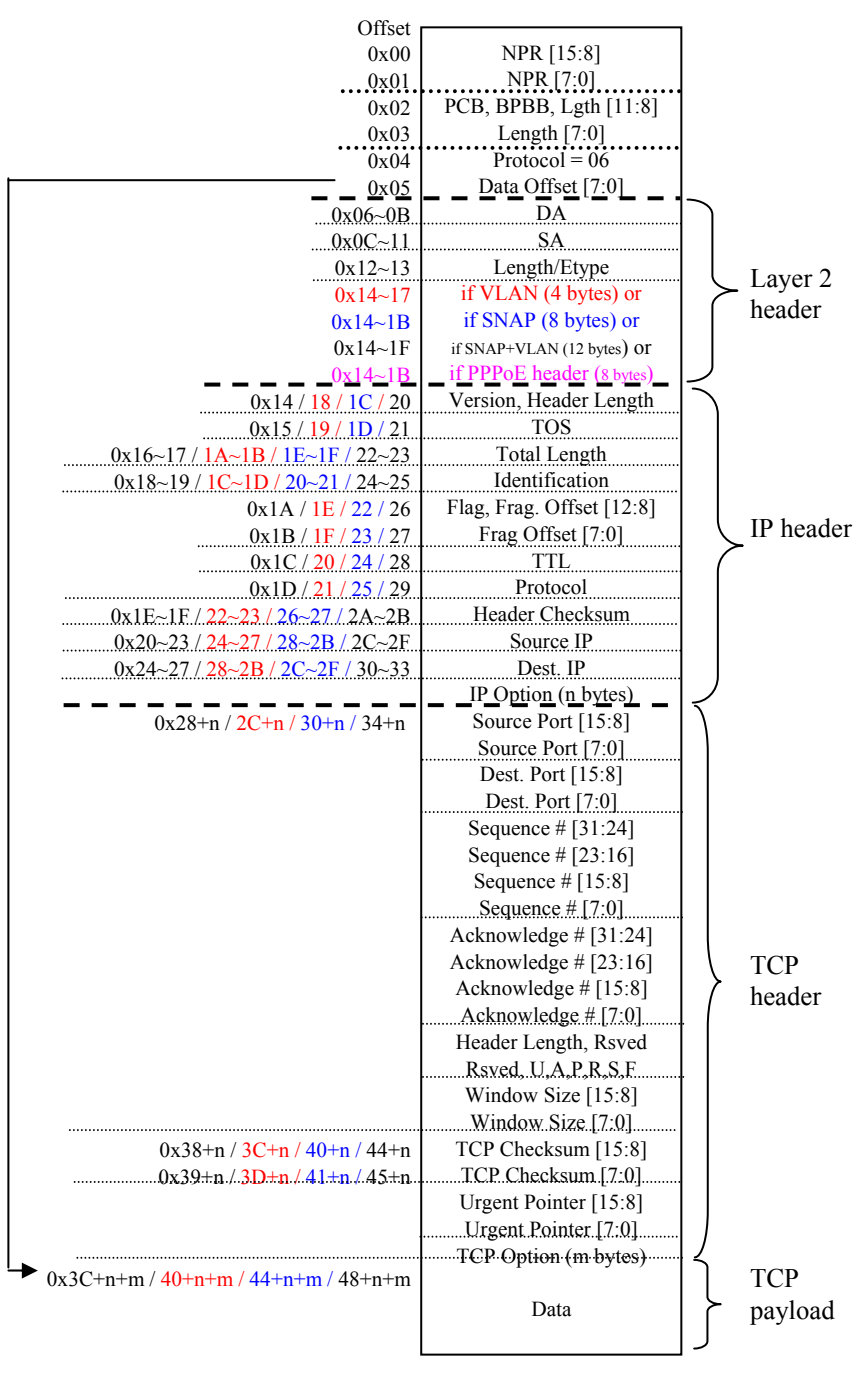 Offset
0x00 NPR [15:8]
0x01 NPR [7:0]
0x02 PCB, BPBB, Lgth [11:8]
0x03 Length [7:0]
0x04 Protocol = 06
0x05 Data Offset [7:0]
0x06~0B DA
0x0C~11 SA
0x12~13 Length/Etype
0x14~17 if VLAN (4 bytes) or
0x14~1B if SNAP (8 bytes) or
0x14~1F if SNAP+VLAN (12 bytes) or
0x14~1B if PPPoE header (8 bytes)
Layer 2
header
0x14 / 18 / 1C / 20 Version, Header Length
0x15 / 19 / 1D / 21 TOS
0x16~17 / 1A~1B / 1E~1F / 22~23 Total Length
0x18~19 / 1C~1D / 20~21 / 24~25 Identification
0x1A / 1E / 22 / 26 Flag, Frag. Offset [12:8]
0x1B / 1F / 23 / 27 Frag Offset [7:0]
0x1C / 20 / 24 / 28 TTL
0x1D / 21 / 25 / 29 Protocol
0x1E~1F / 22~23 / 26~27 / 2A~2B Header Checksum
0x20~23 / 24~27 / 28~2B / 2C~2F Source IP
0x24~27 / 28~2B / 2C~2F / 30~33 Dest. IP
IP Option (n bytes)
IP header
0x28+n / 2C+n / 30+n / 34+n Source Port [15:8]
Source Port [7:0]
Dest. Port [15:8]
Dest. Port [7:0]
Sequence # [31:24]
Sequence # [23:16]
Sequence # [15:8]
Sequence # [7:0]
Acknowledge # [31:24]
Acknowledge # [23:16]
Acknowledge # [15:8]
Acknowledge # [7:0]
Header Length, Rsved
Rsved, U,A,P,R,S,F
Window Size [15:8]
Window Size [7:0]
0x38+n / 3C+n / 40+n / 44+n TCP Checksum [15:8]
0x39+n / 3D+n / 41+n / 45+n TCP Checksum [7:0]
Urgent Pointer [15:8]
Urgent Pointer [7:0]
TCP Option (m bytes)
TCP
header
0x3C+n+m / 40+n+m / 44+n+m / 48+n+m
Data
TCP
payload